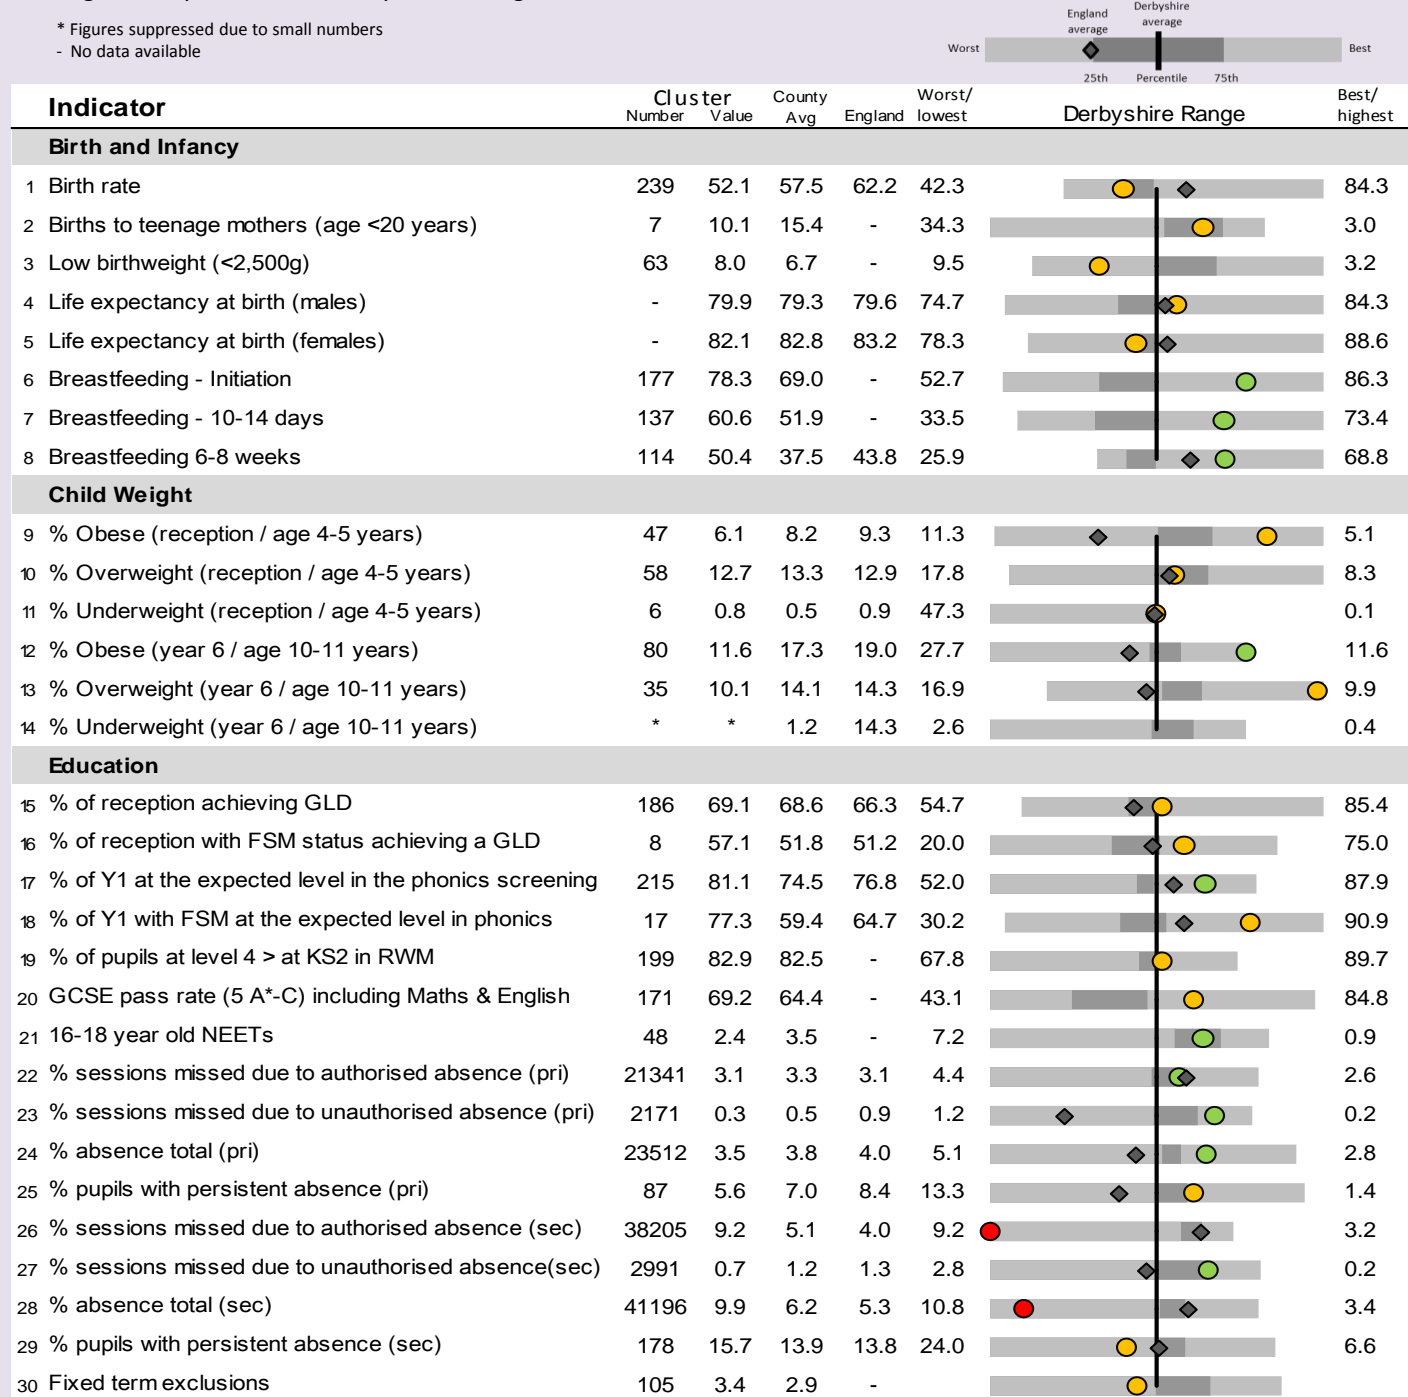 * Figures suppressed due to small numbers
- No data available
England average
Derbyshire average
Worst
Best
25th Percentile 75th
Indicator Cluster Number Value County Avg England Worst/ lowest Derbyshire Range Best/ highest
Birth and Infancy
1 Birth rate 239 52.1 57.5 62.2 42.3 84.3
2 Births to teenage mothers (age <20 years) 7 10.1 15.4 - 34.3 3.0
3 Low birthweight (<2,500g) 63 8.0 6.7 - 9.5 3.2
4 Life expectancy at birth (males) - 79.9 79.3 79.6 74.7 84.3
5 Life expectancy at birth (females) - 82.1 82.8 83.2 78.3 88.6
6 Breastfeeding - Initiation 177 78.3 69.0 - 52.7 86.3
7 Breastfeeding - 10-14 days 137 60.6 51.9 - 33.5 73.4
8 Breastfeeding 6-8 weeks 114 50.4 37.5 43.8 25.9 68.8
Child Weight
9 % Obese (reception / age 4-5 years) 47 6.1 8.2 9.3 11.3 5.1
10 % Overweight (reception / age 4-5 years) 58 12.7 13.3 12.9 17.8 8.3
11 % Underweight (reception / age 4-5 years) 6 0.8 0.5 0.9 47.3 0.1
12 % Obese (year 6 / age 10-11 years) 80 11.6 17.3 19.0 27.7 11.6
13 % Overweight (year 6 / age 10-11 years) 35 10.1 14.1 14.3 16.9 9.9
14 % Underweight (year 6 / age 10-11 years) * * 1.2 14.3 2.6 0.4
Education
15 % of reception achieving GLD 186 69.1 68.6 66.3 54.7 85.4
16 % of reception with FSM status achieving a GLD 8 57.1 51.8 51.2 20.0 75.0
17 % of Y1 at the expected level in the phonics screening 215 81.1 74.5 76.8 52.0 87.9
18 % of Y1 with FSM at the expected level in phonics 17 77.3 59.4 64.7 30.2 90.9
19 % of pupils at level 4 > at KS2 in RWM 199 82.9 82.5 - 67.8 89.7
20 GCSE pass rate (5 A*-C) including Maths & English 171 69.2 64.4 - 43.1 84.8
21 16-18 year old NEETs 48 2.4 3.5 - 7.2 0.9
22 % sessions missed due to authorised absence (pri) 21341 3.1 3.3 3.1 4.4 2.6
23 % sessions missed due to unauthorised absence (pri) 2171 0.3 0.5 0.9 1.2 0.2
24 % absence total (pri) 23512 3.5 3.8 4.0 5.1 2.8
25 % pupils with persistent absence (pri) 87 5.6 7.0 8.4 13.3 1.4
26 % sessions missed due to authorised absence (sec) 38205 9.2 5.1 4.0 9.2 3.2
27 % sessions missed due to unauthorised absence(sec) 2991 0.7 1.2 1.3 2.8 0.2
28 % absence total (sec) 41196 9.9 6.2 5.3 10.8 3.4
29 % pupils with persistent absence (sec) 178 15.7 13.9 13.8 24.0 6.6
30 Fixed term exclusions 105 3.4 2.9 -